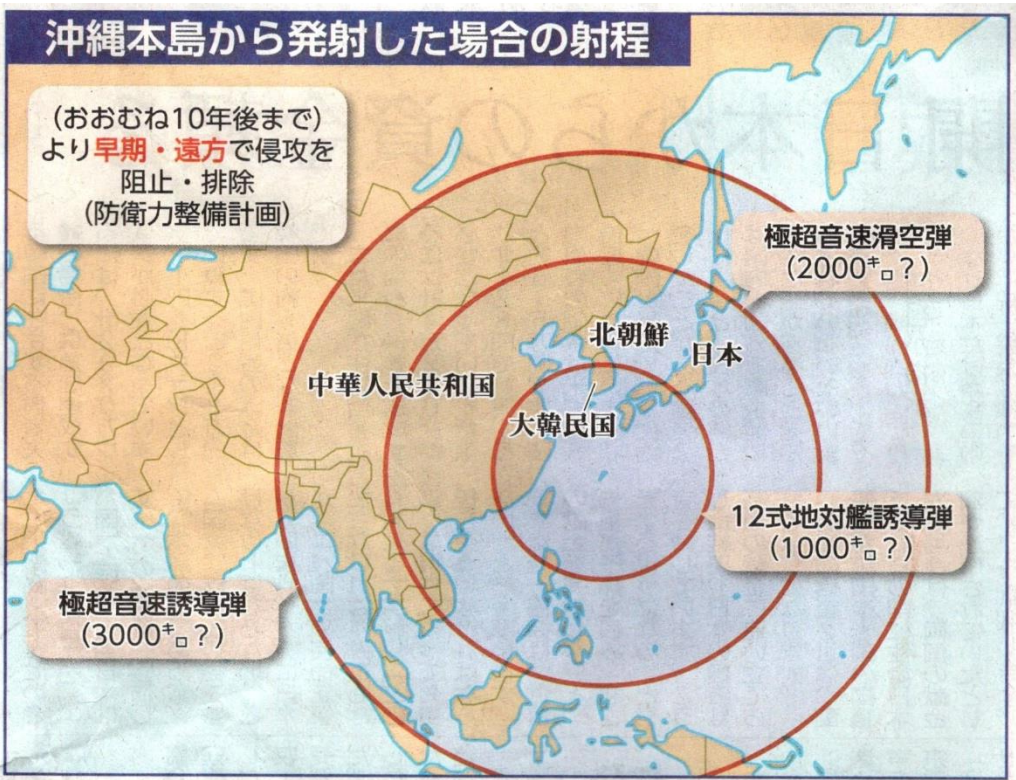 沖縄本島から発射した場合の射程
(おおむね10年後まで)
より早期・遠方で侵攻を
阻止・排除
(防衛力整備計画)
極超音速滑空弾
(2000㌔?)
北朝鮮
日本
中華人民共和国
大韓民国
12式地対艦誘導弾
(1000㌔?)
極超音速誘導弾
(3000㌔?)